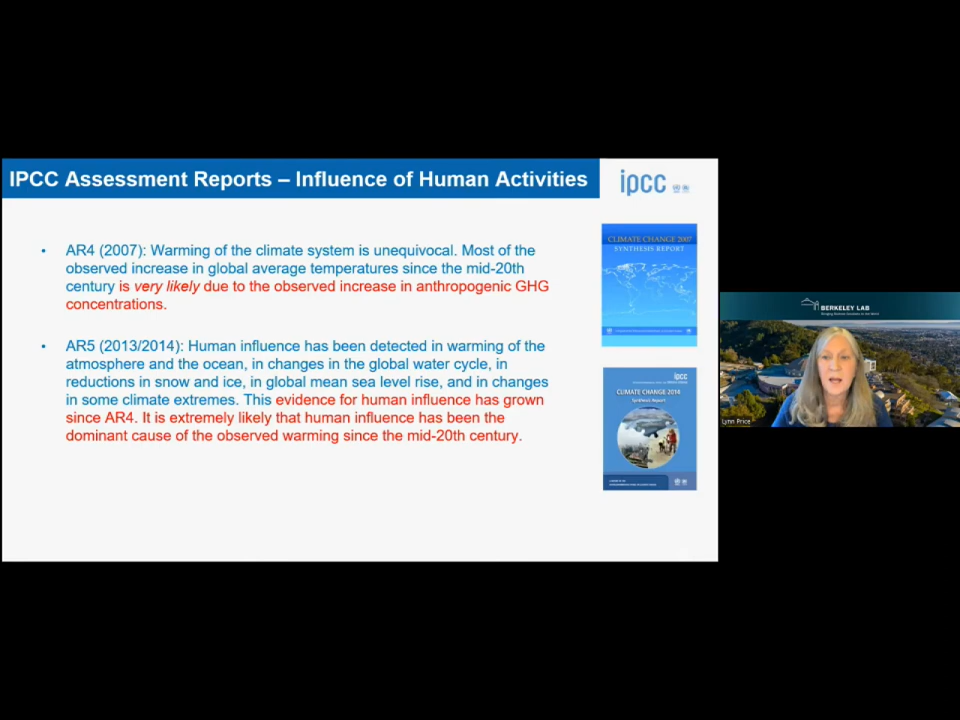 IPCC Assessment Reports – Influence of Human Activities
ipcc
• AR4 (2007): Warming of the climate system is unequivocal. Most of the
observed increase in global average temperatures since the mid-20th
century is very likely due to the observed increase in anthropogenic GHG
concentrations.
• AR5 (2013/2014): Human influence has been detected in warming of the
atmosphere and the ocean, in changes in the global water cycle, in
reductions in snow and ice, in global mean sea level rise, and in changes
in some climate extremes. This evidence for human influence has grown
since AR4. It is extremely likely that human influence has been the
dominant cause of the observed warming since the mid-20th century.
CLIMATE CHANGE 2007
SYNTHESIS REPORT
ipcc
CLIMATE CHANGE 2014
Synthesis Report
BERKELEY LAB
Lynn Price